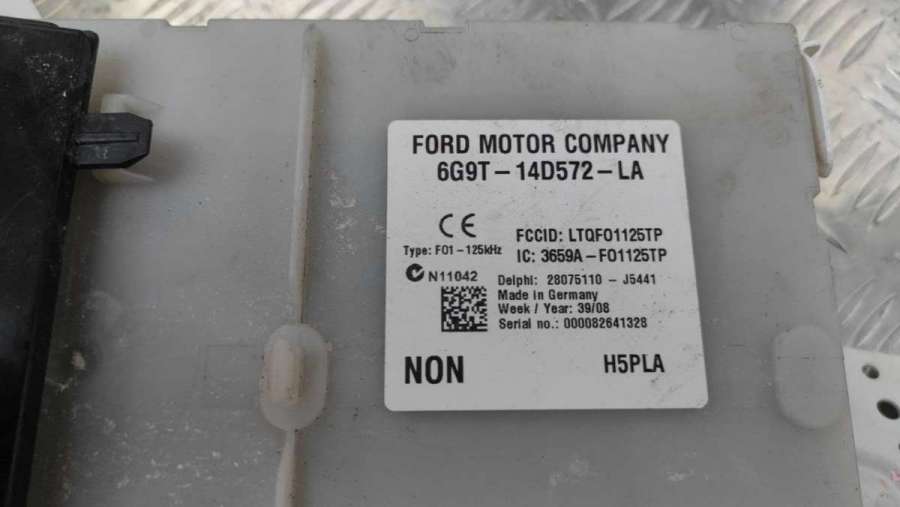 FORD MOTOR COMPANY
6G9T-14D572-LA
CE
Type: F01-125kHz
N11042
FCCID: LTQFO1125TP
IC: 3659A-FO1125TP
Delphi: 28075110 - J5441
Made in Germany
Week / Year: 39/08
Serial no.: 000082641328
NON
H5PLA